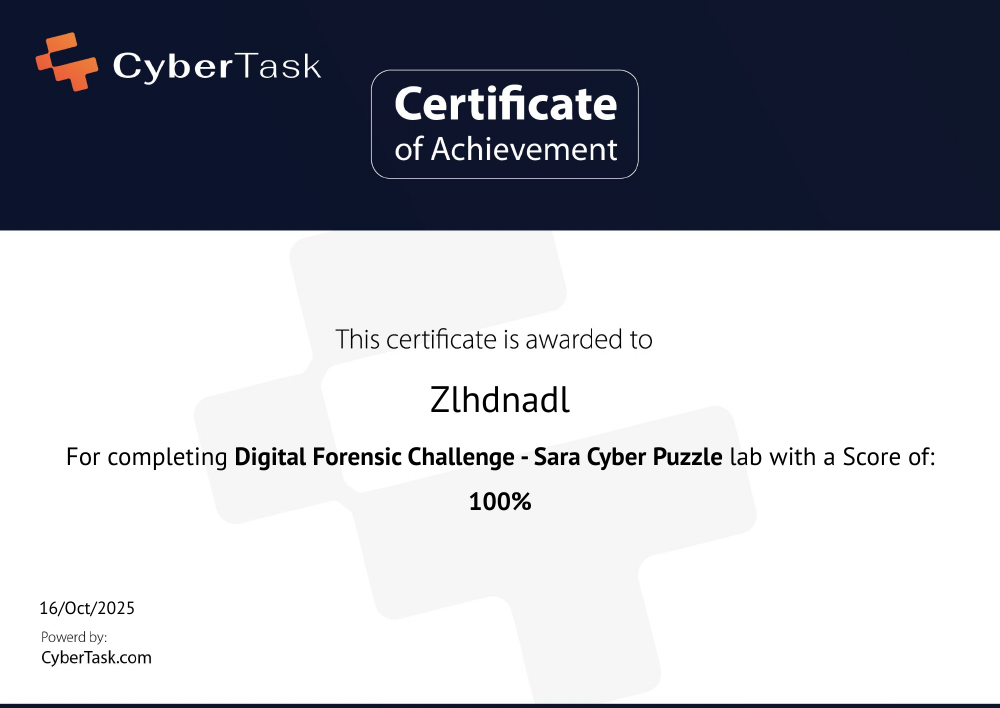 CyberTask
Certificate
of Achievement
This certificate is awarded to
Zlhdnadl
For completing Digital Forensic Challenge - Sara Cyber Puzzle lab with a Score of:
100%
16/Oct/2025
Powerd by:
CyberTask.com